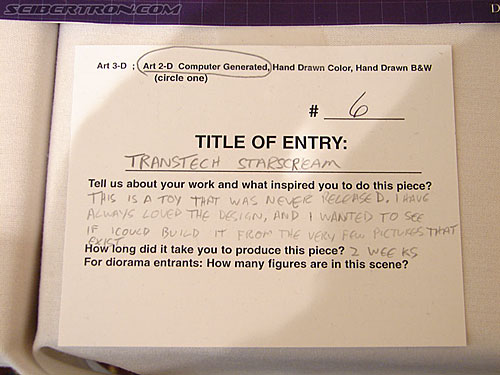 SEIBERTRON.COM
D
Art 3-D ; Art 2-D Computer Generated, Hand Drawn Color, Hand Drawn B&W
(circle one)
# 6
TITLE OF ENTRY:
TRANSTECH STARSCREAM
Tell us about your work and what inspired you to do this piece?
THIS IS A TOY THAT WAS NEVER RELEASED. I HAVE
ALWAYS LOVED THE DESIGN, AND I WANTED TO SEE
IF I COULD BUILD IT FROM THE VERY FEW PICTURES THAT
EXIST
How long did it take you to produce this piece? 2 WEEKS
For diorama entrants: How many figures are in this scene?